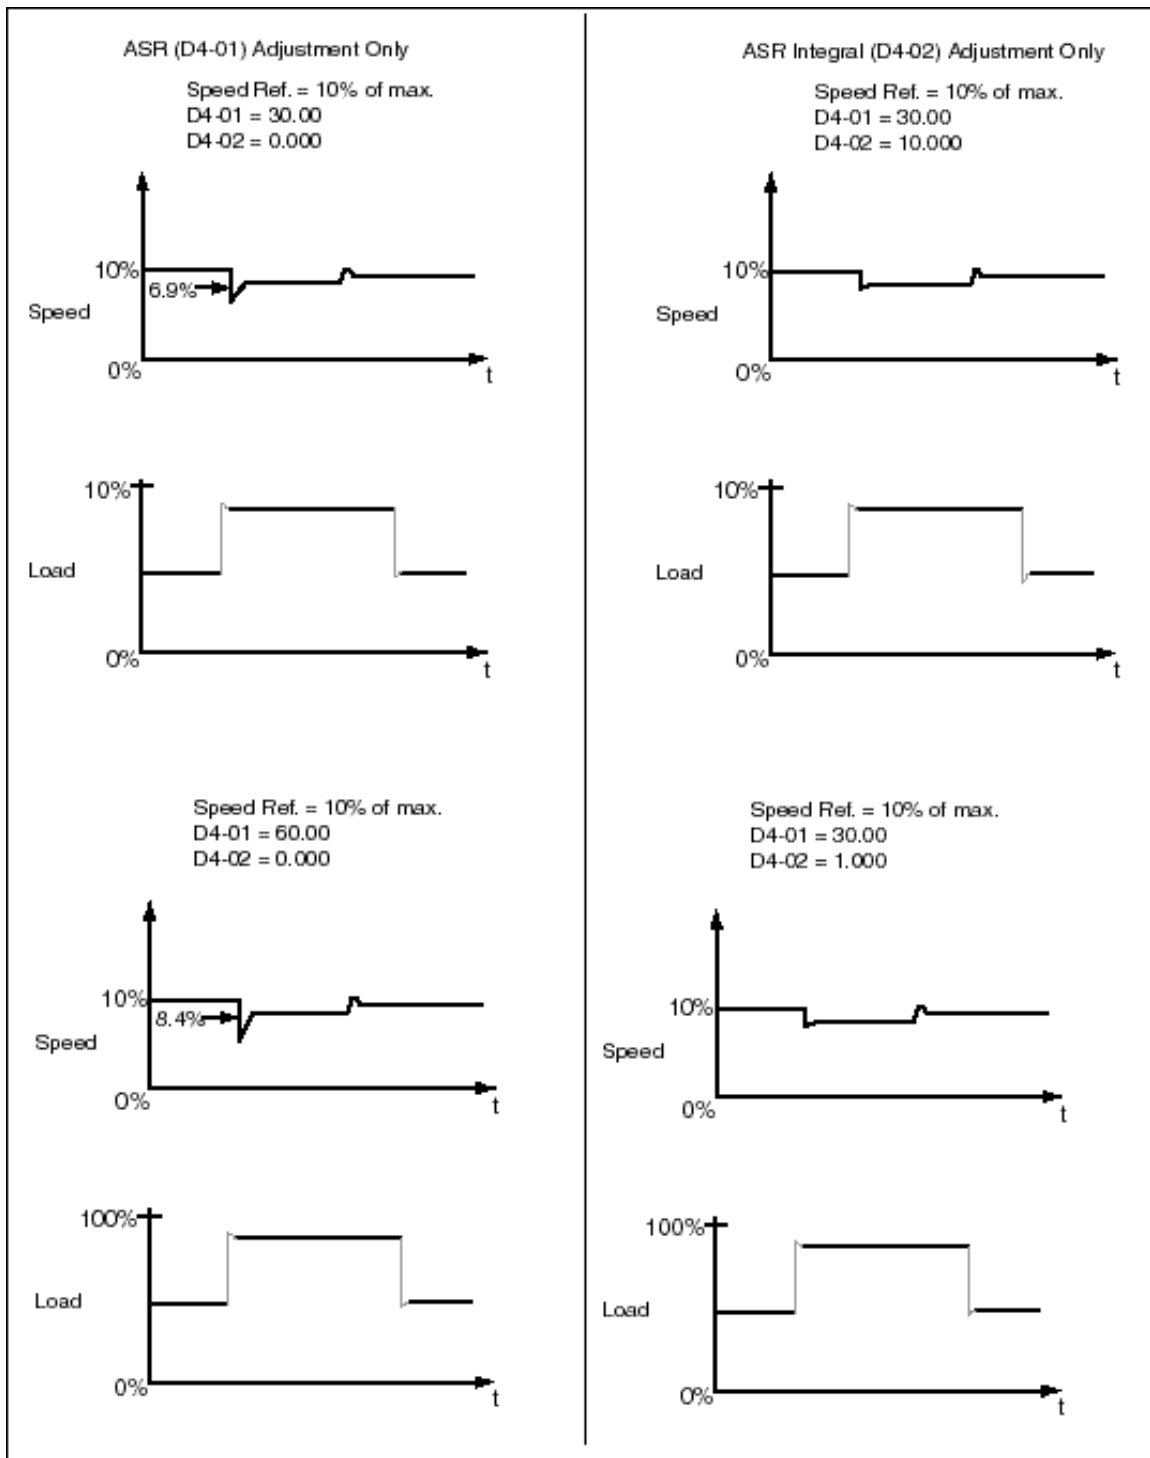 ASR (D4-01) Adjustment Only
Speed Ref. = 10% of max.
D4-01 = 30.00
D4-02 = 0.000
10%
6.9%
Speed
0%
t
10%
Load
0%
t
Speed Ref. = 10% of max.
D4-01 = 60.00
D4-02 = 0.000
10%
8.4%
Speed
0%
t
100%
Load
0%
t
ASR Integral (D4-02) Adjustment Only
Speed Ref. = 10% of max.
D4-01 = 30.00
D4-02 = 10.000
10%
Speed
0%
t
10%
Load
0%
t
Speed Ref. = 10% of max.
D4-01 = 30.00
D4-02 = 1.000
10%
Speed
0%
t
100%
Load
0%
t